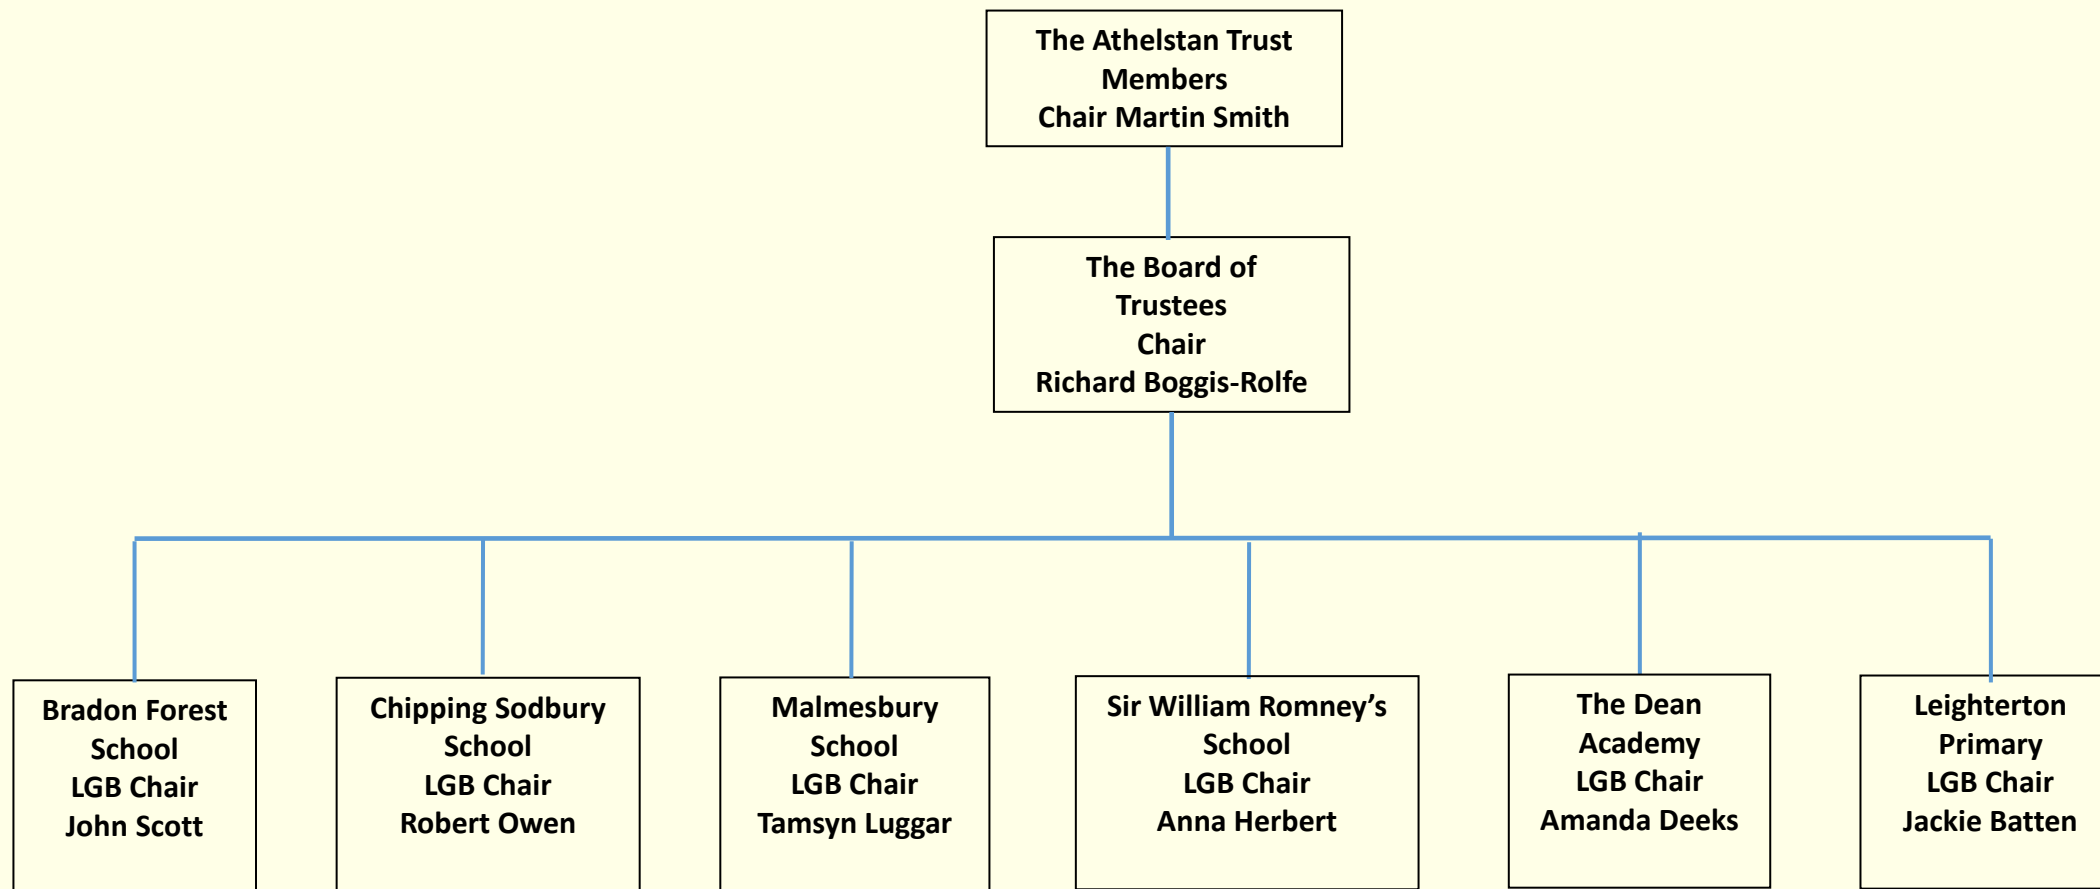 The Athelstan Trust
Members
Chair Martin Smith
The Board of
Trustees
Chair
Richard Boggis-Rolfe
Bradon Forest
School
LGB Chair
John Scott
Chipping Sodbury
School
LGB Chair
Robert Owen
Malmesbury
School
LGB Chair
Tamsyn Luggar
Sir William Romney’s
School
LGB Chair
Anna Herbert
The Dean
Academy
LGB Chair
Amanda Deeks
Leighterton
Primary
LGB Chair
Jackie Batten